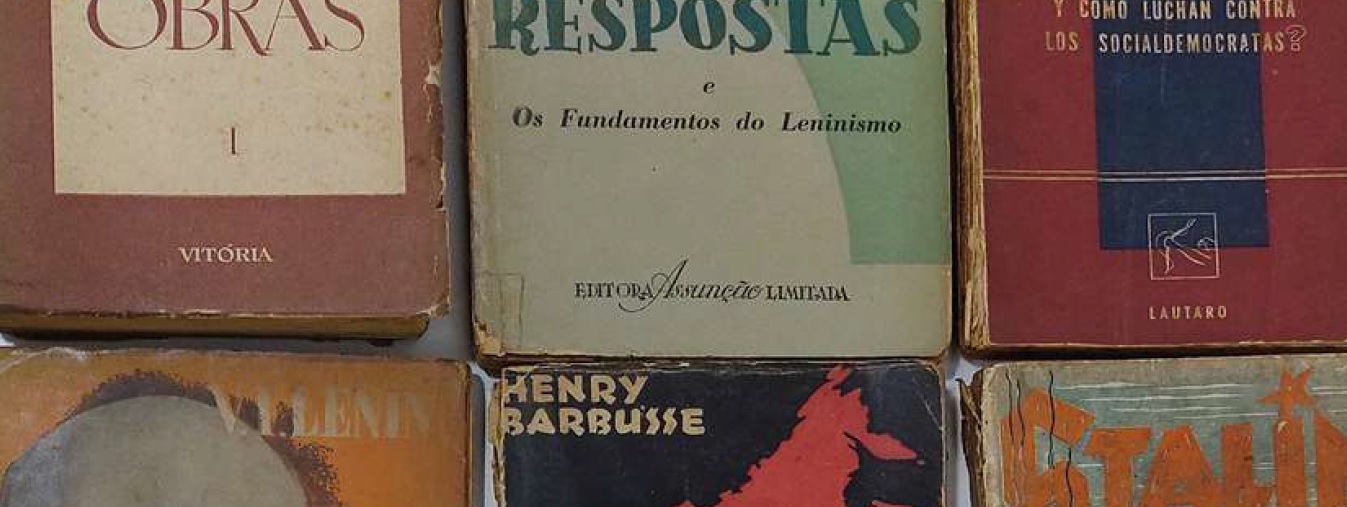 OBRAS
I
VITÓRIA
RESPOSTAS
e
Os Fundamentos do Leninismo
EDITORA Assunção LIMITADA
Y COMO LUCHAN CONTRA
LOS SOCIALDEMOCRATAS?
LAUTARO
V. I. LENIN
HENRY
BARBUSSE
STALIN